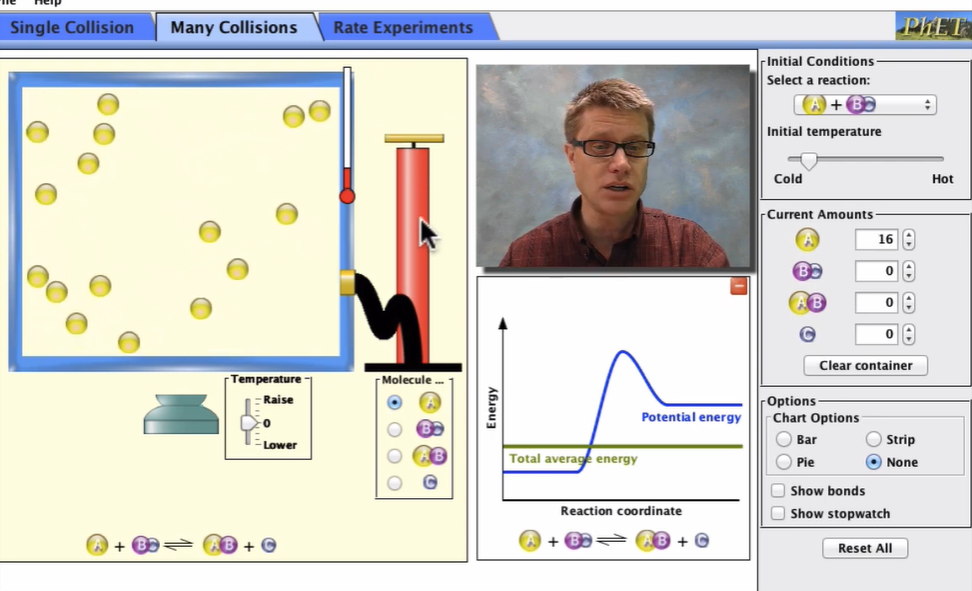 Help
Single Collision
Many Collisions
Rate Experiments
PhET
Initial Conditions
Select a reaction:
A + BC
Initial temperature
Cold
Hot
Current Amounts
A 16
BC 0
AB 0
C 0
Clear container
Options
Chart Options
Bar
Strip
Pie
None
Show bonds
Show stopwatch
Reset All
Temperature
Raise
0
Lower
Molecule ...
A
BC
AB
C
A + BC ⇌ AB + C
Energy
Potential energy
Total average energy
Reaction coordinate
A + BC ⇌ AB + C